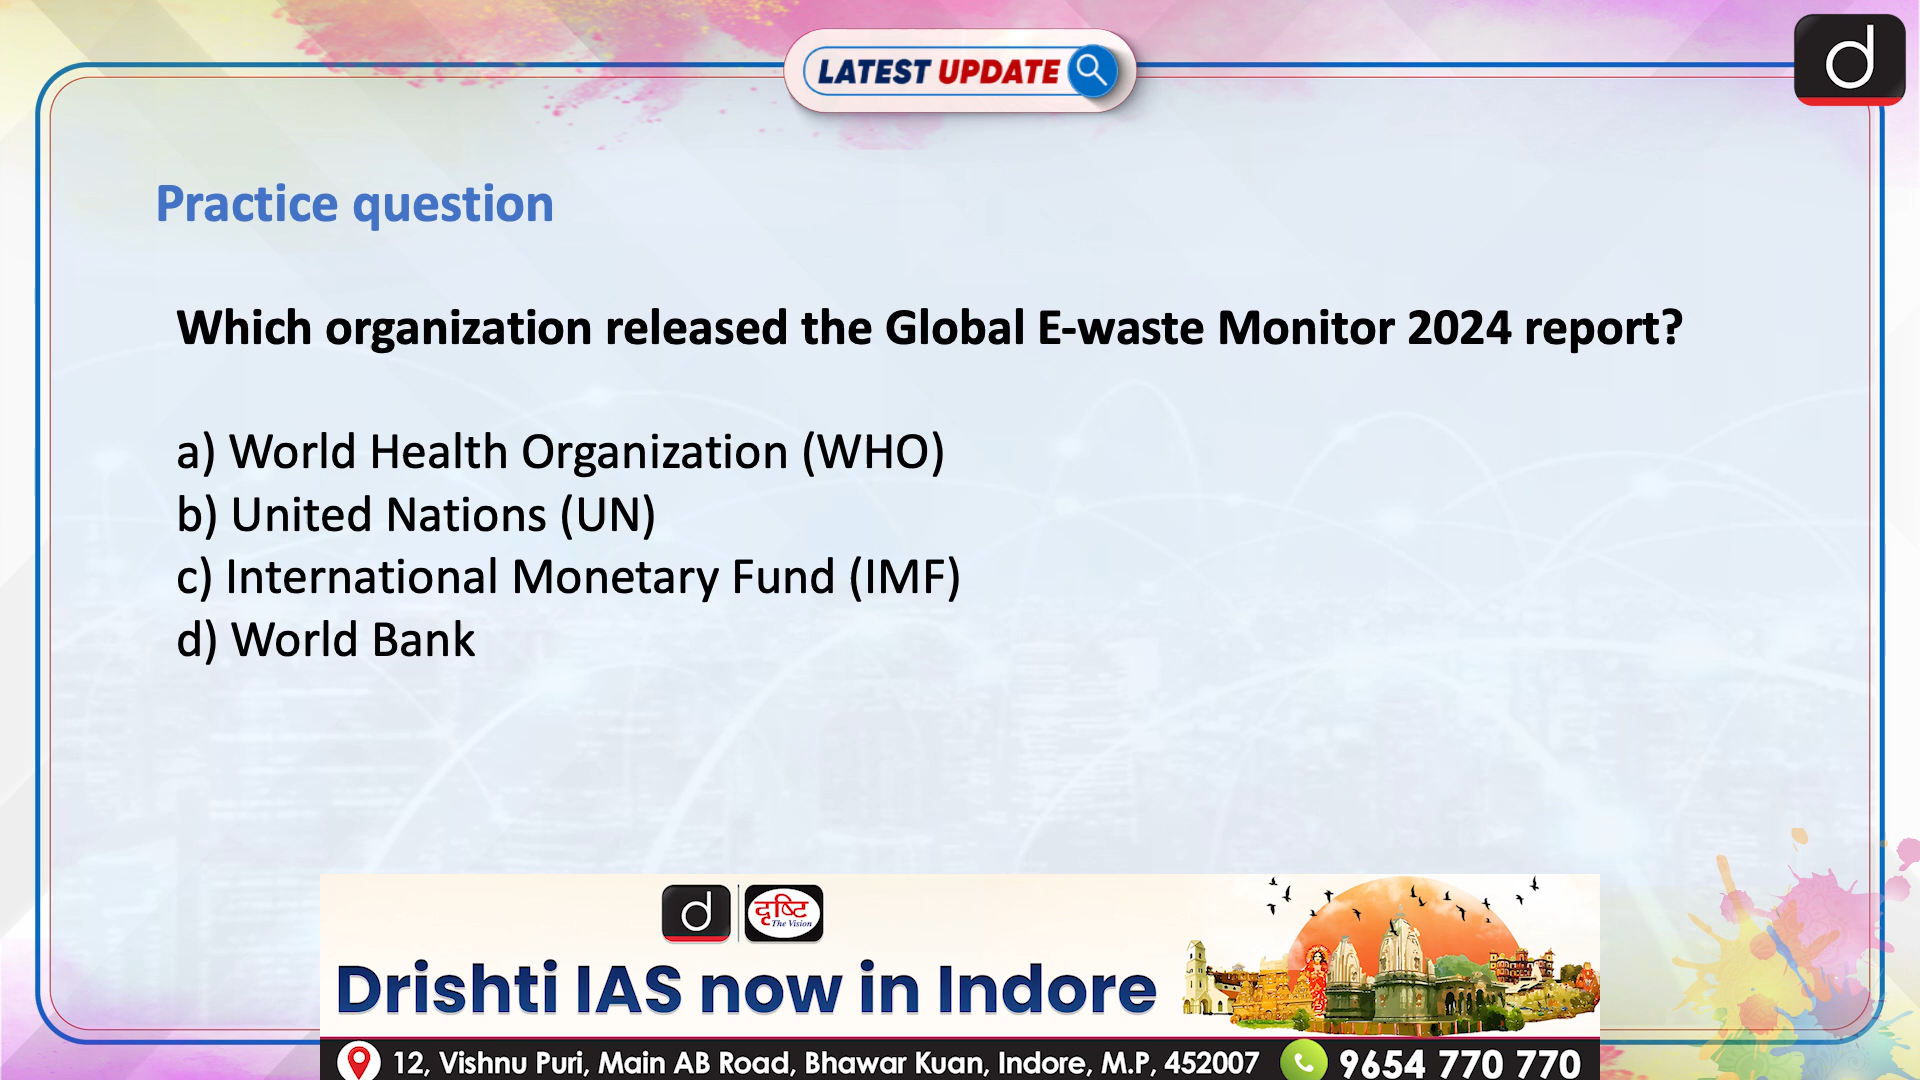 LATEST UPDATE
d
Practice question
Which organization released the Global E-waste Monitor 2024 report?
a) World Health Organization (WHO)
b) United Nations (UN)
c) International Monetary Fund (IMF)
d) World Bank
d
दृष्टि
The Vision
Drishti IAS now in Indore
12, Vishnu Puri, Main AB Road, Bhawar Kuan, Indore, M.P, 452007
9654 770 770